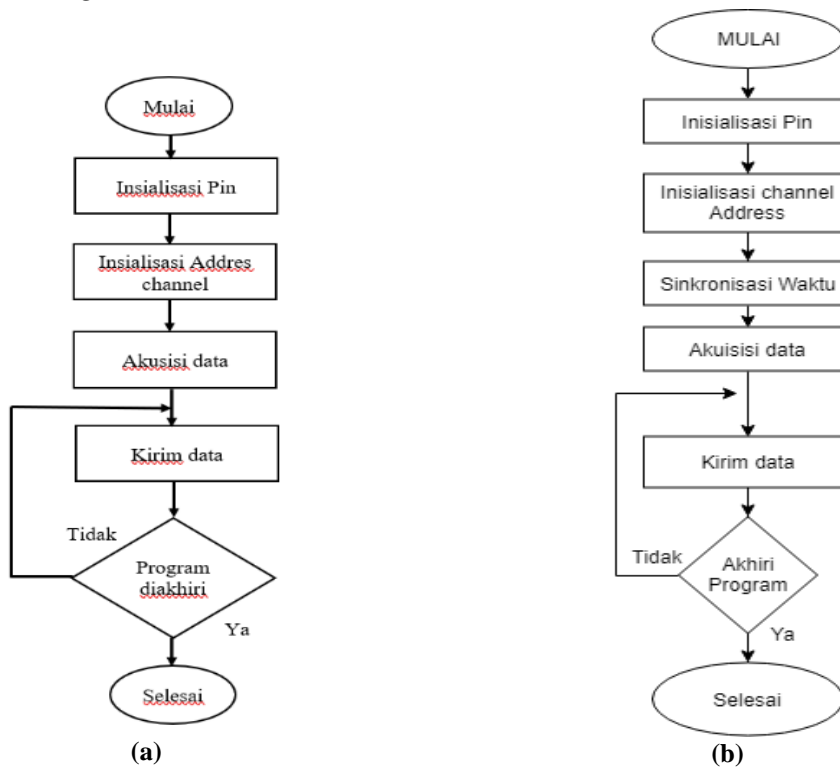 Mulai
Insialisasi Pin
Insialisasi Addres
channel
Akusisi data
Kirim data
Tidak
Program
diakhiri
Ya
Selesai
(a)
MULAI
Inisialisasi Pin
Inisialisasi channel
Address
Sinkronisasi Waktu
Akuisisi data
Kirim data
Tidak
Akhiri
Program
Ya
Selesai
(b)